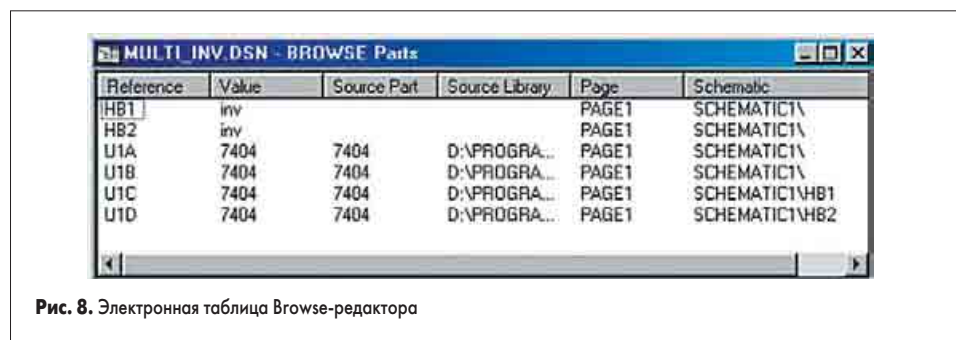 MULTI_INV.DSN - BROWSE Parts
Reference Value Source Part Source Library Page Schematic
HB1 inv PAGE1 SCHEMATIC1\
HB2 inv PAGE1 SCHEMATIC1\
U1A 7404 7404 D:\PROGRA... PAGE1 SCHEMATIC1\
U1B 7404 7404 D:\PROGRA... PAGE1 SCHEMATIC1\
U1C 7404 7404 D:\PROGRA... PAGE1 SCHEMATIC1\HB1
U1D 7404 7404 D:\PROGRA... PAGE1 SCHEMATIC1\HB2
Рис. 8. Электронная таблица Browse-редактора